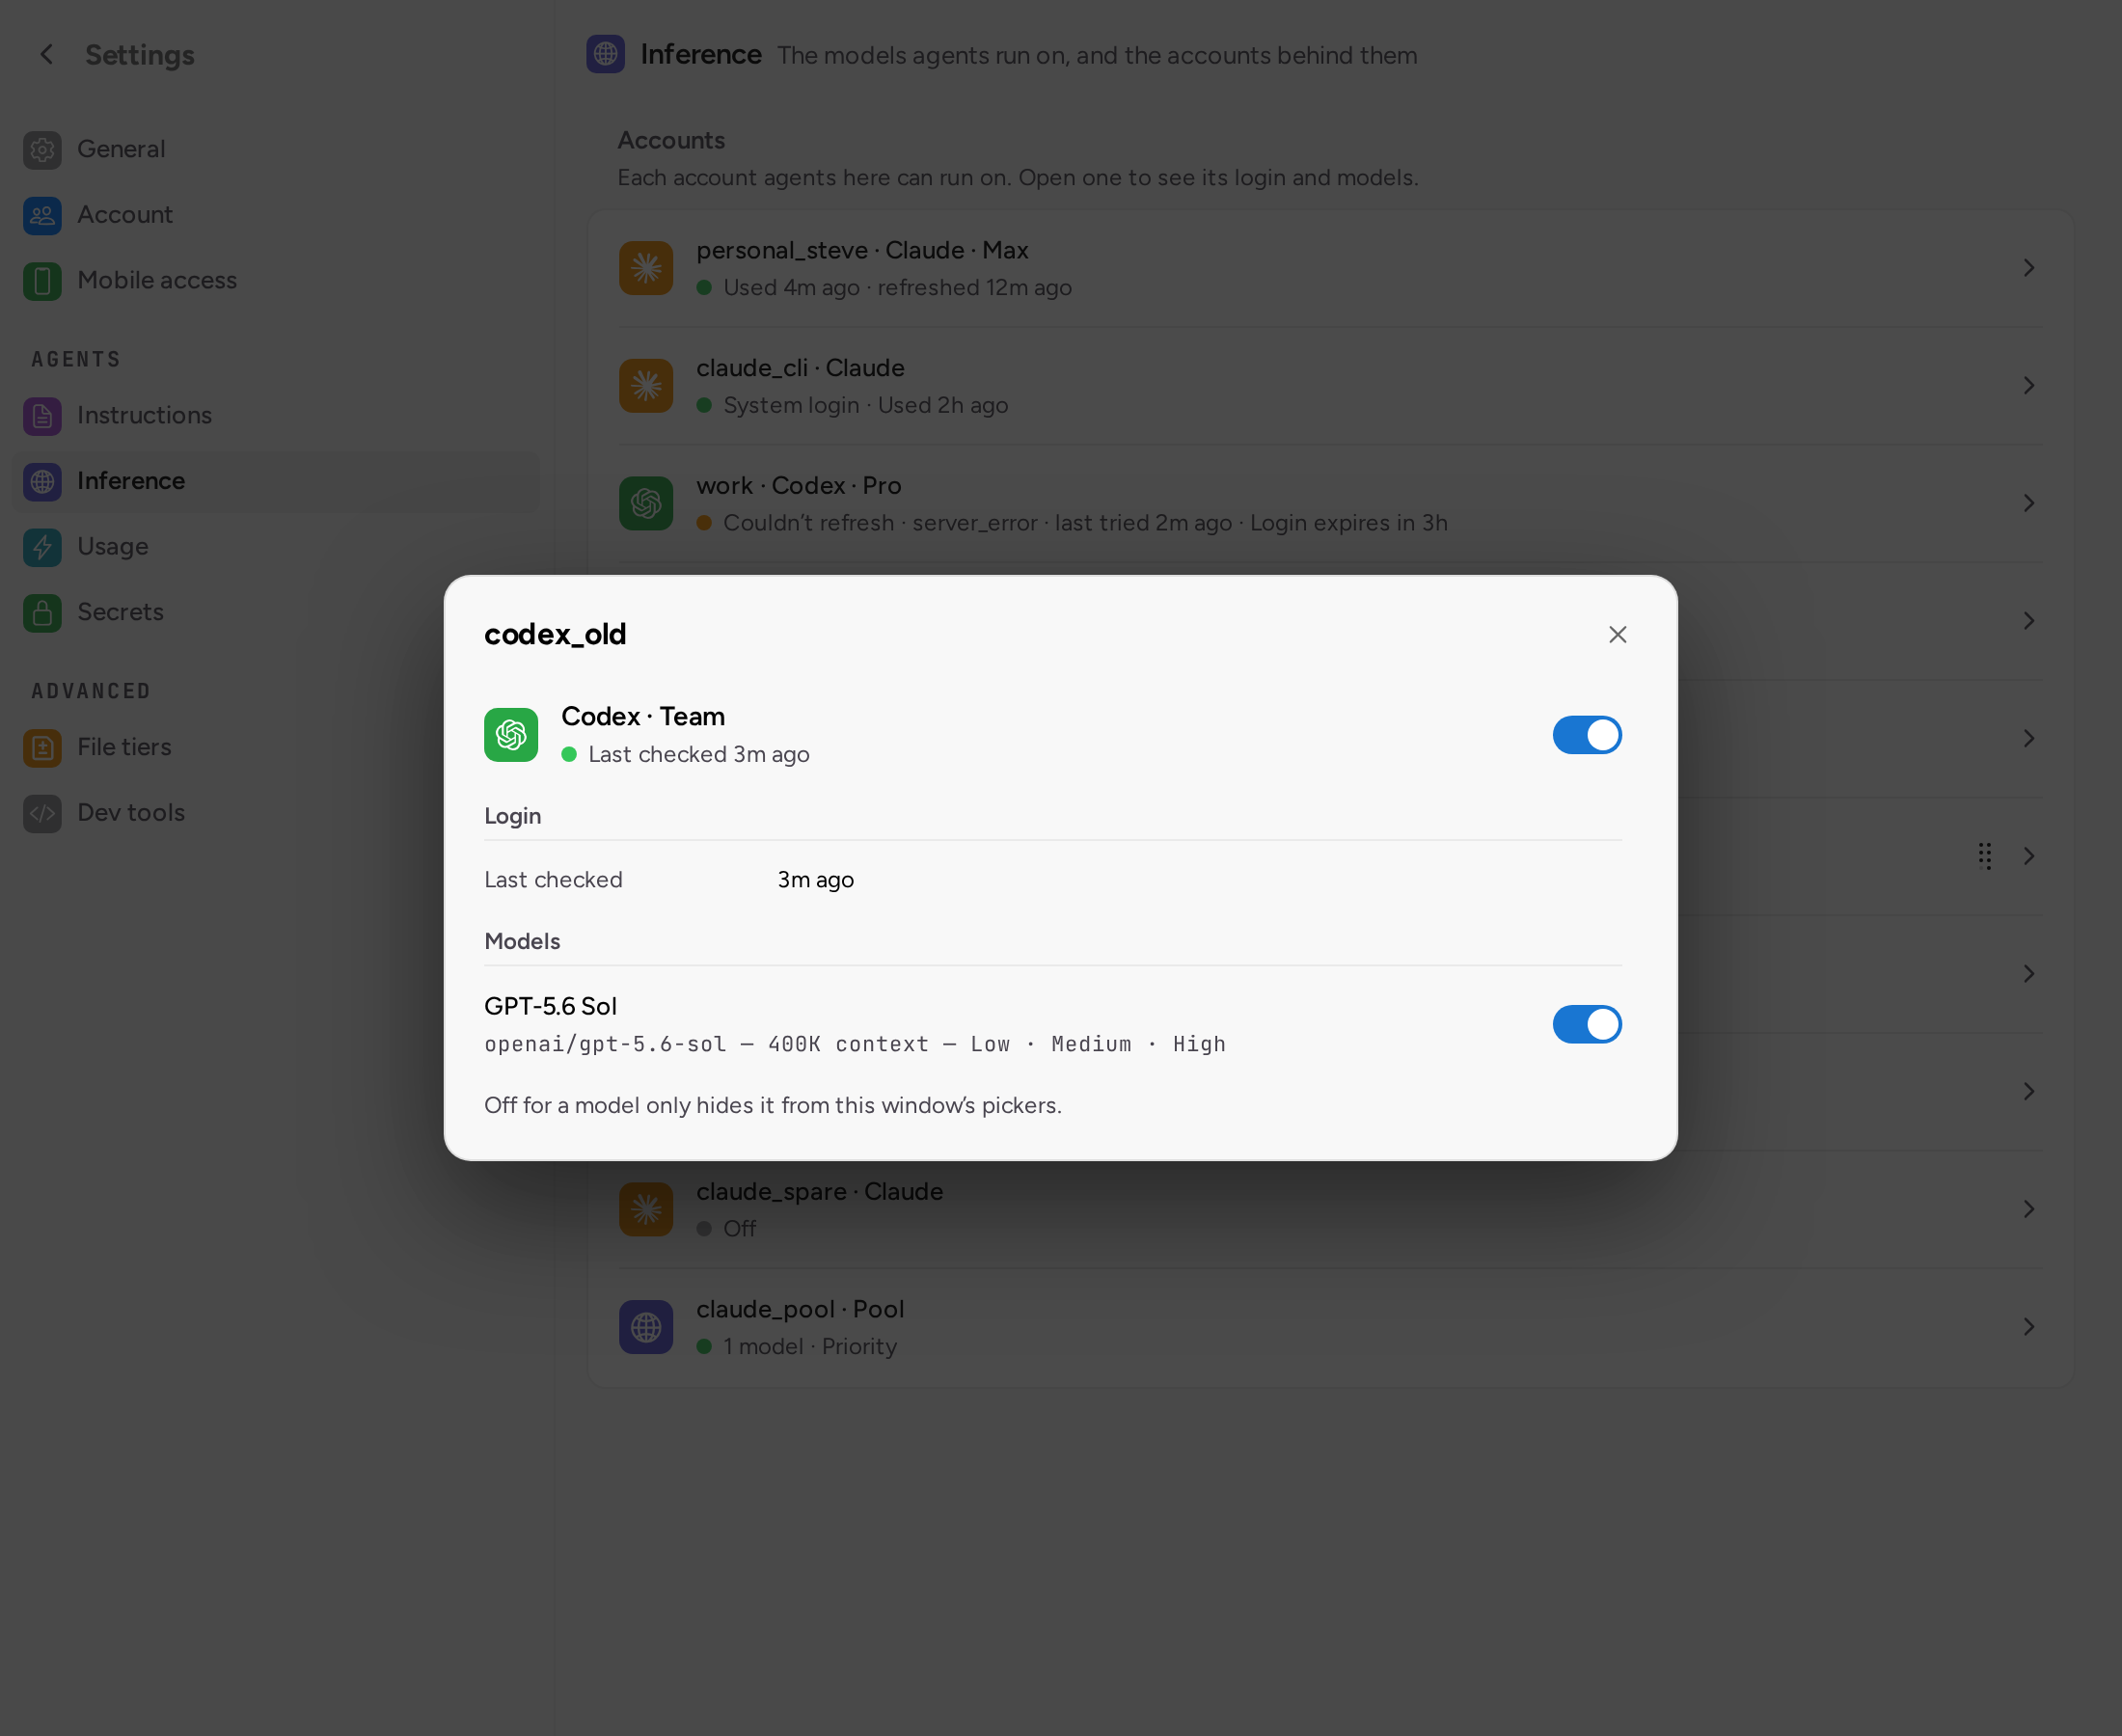 Settings
General
Account
Mobile access
AGENTS
Instructions
Inference
Usage
Secrets
ADVANCED
File tiers
Dev tools
Inference The models agents run on, and the accounts behind them
Accounts
Each account agents here can run on. Open one to see its login and models.
personal_steve · Claude · Max
Used 4m ago · refreshed 12m ago
claude_cli · Claude
System login · Used 2h ago
work · Codex · Pro
Couldn’t refresh · server_error · last tried 2m ago · Login expires in 3h
codex_old
Codex · Team
Last checked 3m ago
Login
Last checked 3m ago
Models
GPT-5.6 Sol
openai/gpt-5.6-sol — 400K context — Low · Medium · High
Off for a model only hides it from this window’s pickers.
claude_spare · Claude
Off
claude_pool · Pool
1 model · Priority